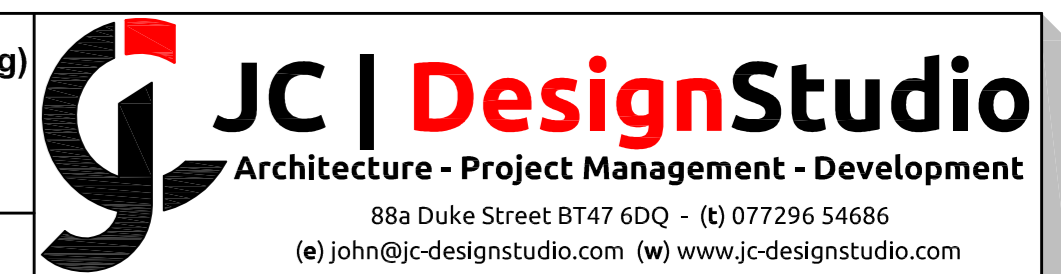 g)
JC | DesignStudio
Architecture - Project Management - Development
88a Duke Street BT47 6DQ - (t) 077296 54686
(e) john@jc-designstudio.com (w) www.jc-designstudio.com